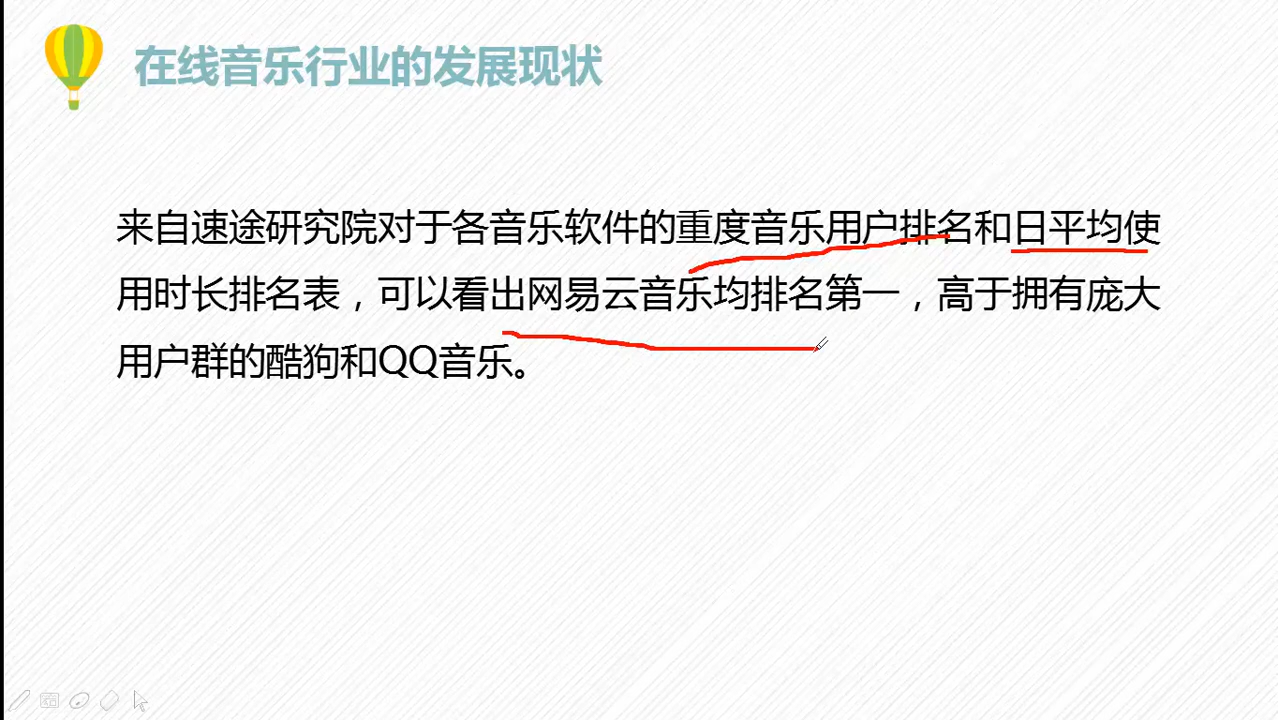 在线音乐行业的发展现状
来自速途研究院对于各音乐软件的重度音乐用户排名和日平均使
用时长排名表，可以看出网易云音乐均排名第一，高于拥有庞大
用户群的酷狗和QQ音乐。